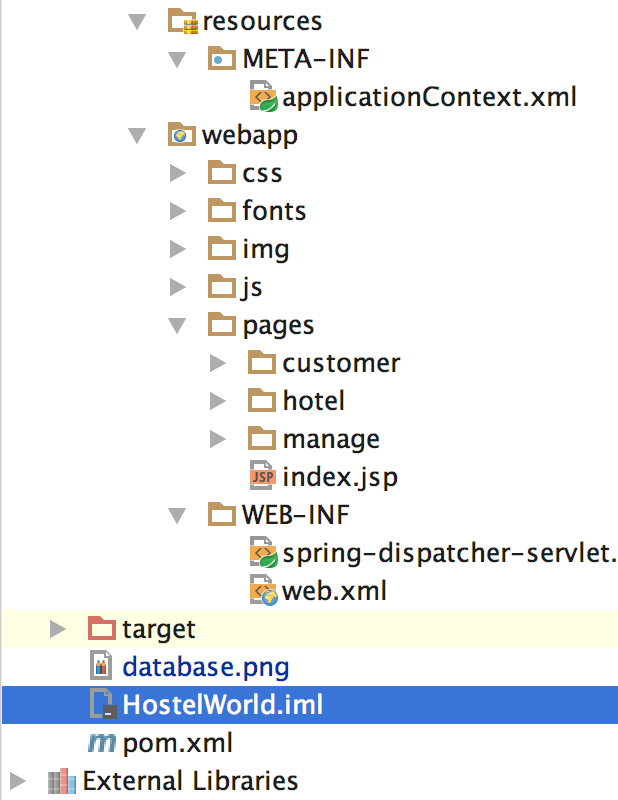 resources
META-INF
applicationContext.xml
webapp
css
fonts
img
js
pages
customer
hotel
manage
JSP index.jsp
WEB-INF
spring-dispatcher-servlet.
web.xml
target
database.png
HostelWorld.iml
m pom.xml
External Libraries